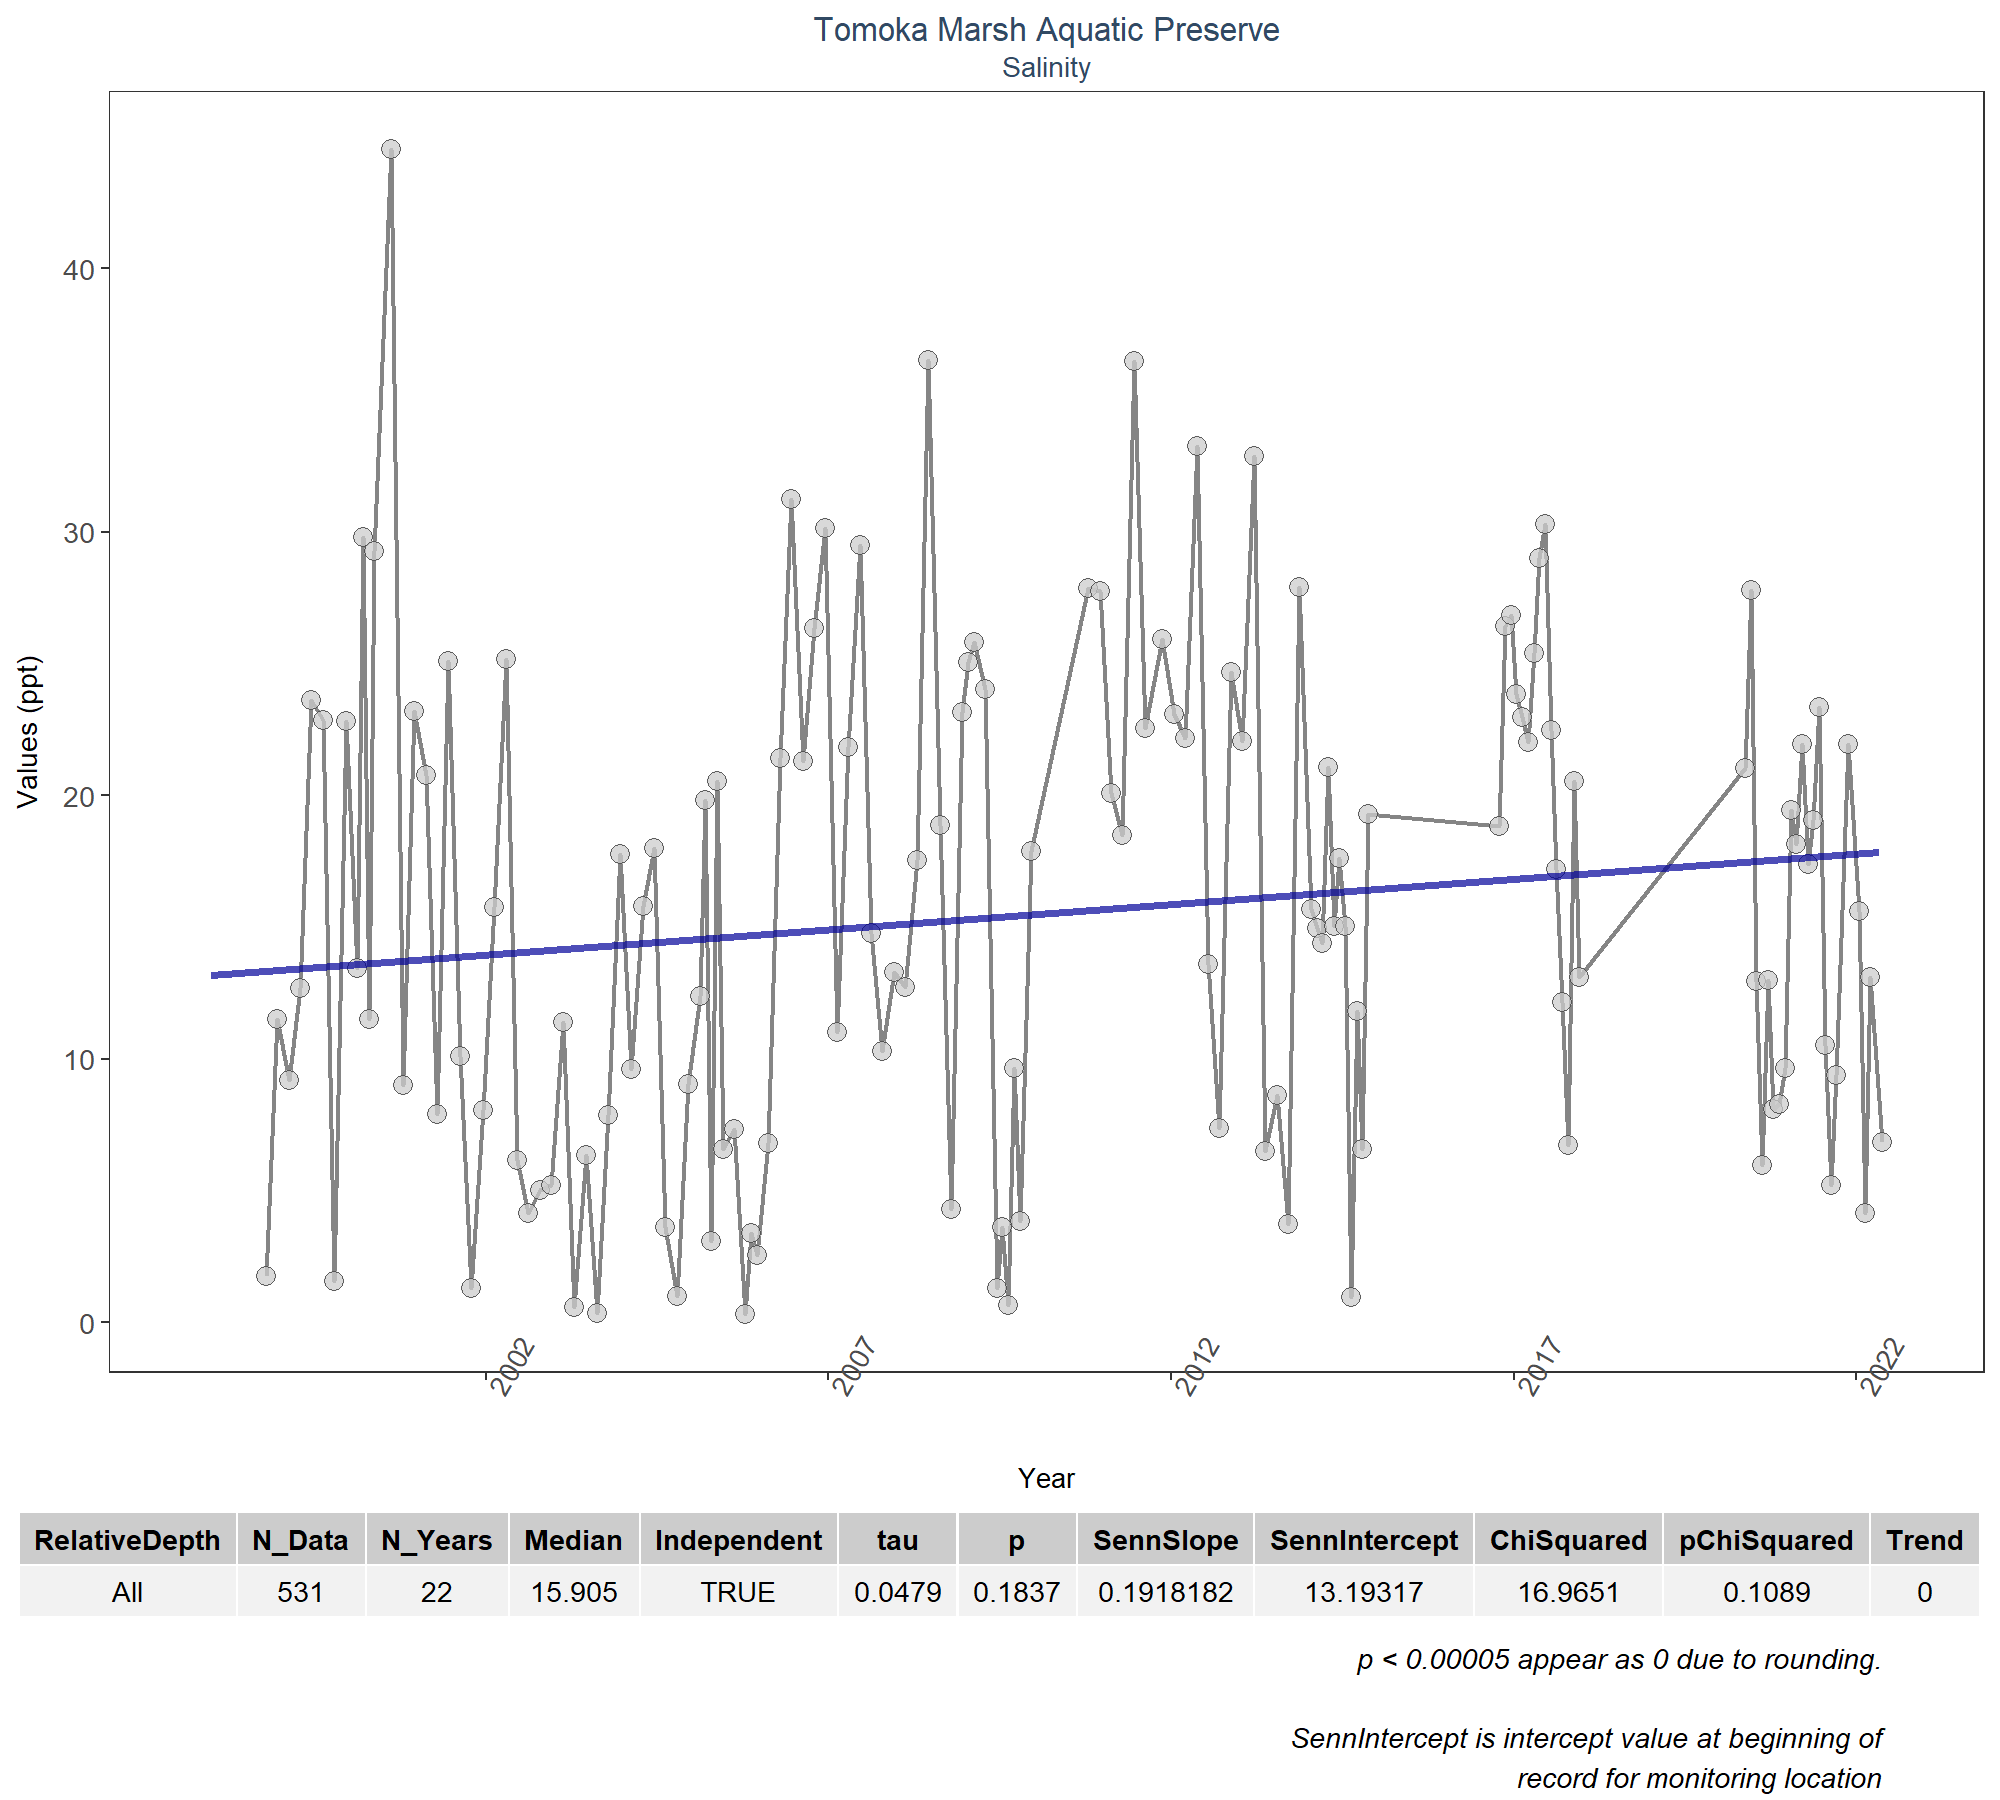 Tomoka Marsh Aquatic Preserve
Salinity
Values (ppt)
40
30
20
10
0
2002 2007 2012 2017 2022
Year
RelativeDepth N_Data N_Years Median Independent tau p SennSlope SennIntercept ChiSquared pChiSquared Trend
All 531 22 15.905 TRUE 0.0479 0.1837 0.1918182 13.19317 16.9651 0.1089 0
p < 0.00005 appear as 0 due to rounding.
SennIntercept is intercept value at beginning of
record for monitoring location